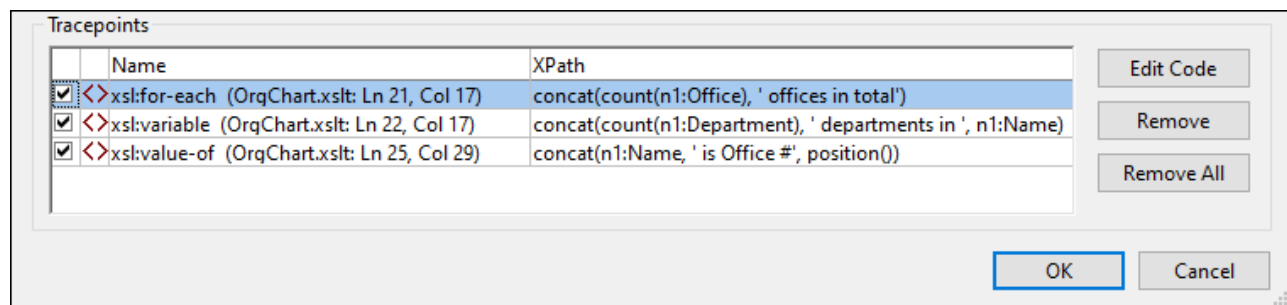 Tracepoints
Name XPath
xsl:for-each (OrgChart.xslt: Ln 21, Col 17) concat(count(n1:Office), ' offices in total') Edit Code
xsl:variable (OrgChart.xslt: Ln 22, Col 17) concat(count(n1:Department), ' departments in ', n1:Name) Remove
xsl:value-of (OrgChart.xslt: Ln 25, Col 29) concat(n1:Name, ' is Office #', position())
Remove All
OK Cancel